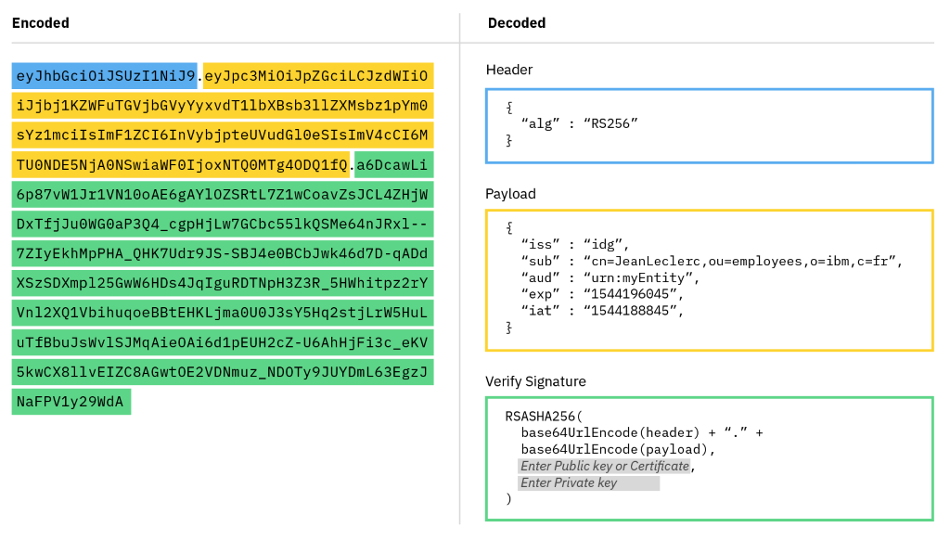 Encoded
eyJhbGciOiJSUzI1NiJ9.eyJpc3MiOiJpZGciLCJzdWIiO
iJjbj1KZWFuTGVjbGVyYyxvdT1lbXBsb3llZXMsbz1pYm0
sYz1mciIsImF1ZCI6InVybjpteUVudGl0eSIsImV4cCI6M
TU0NDE5NjA0NSwiaWF0IjoxNTQ0MTg4ODQ1fQ.a6DcawLi
6p87vW1Jr1VN10oAE6gAYlOZSRtL7Z1wCoavZsJCL4ZHjW
DxTfjJu0WG0aP3Q4_cgpHjLw7GCbc55lkQSMe64nJRxl--
7ZIyEkhMpPHA_QHK7Udr9JS-SBJ4e0BCbJwk46d7D-qADd
XSzSDXmpl25GwW6HDs4JqIguRDTNpH3Z3R_5HWhitpz2rY
Vnl2XQ1VbihuqoeBBtEHKLjma0U0J3sY5Hq2stjLrW5HuL
uTfBbuJsWvlSJMqAieOAi6d1pEUH2cZ-U6AhHjFi3c_eKV
5kwCX8llvEIZC8AGwtOE2VDNmuz_NDOTy9JUYDmL63EgzJ
NaFPV1y29WdA
Decoded
Header
{
“alg” : “RS256”
}
Payload
{
“iss” : “idg”,
“sub” : “cn=JeanLeclerc,ou=employees,o=ibm,c=fr”,
“aud” : “urn:myEntity”,
“exp” : “1544196045”,
“iat” : “1544188845”,
}
Verify Signature
RSASHA256(
base64UrlEncode(header) + “.” +
base64UrlEncode(payload),
Enter Public key or Certificate,
Enter Private key
)